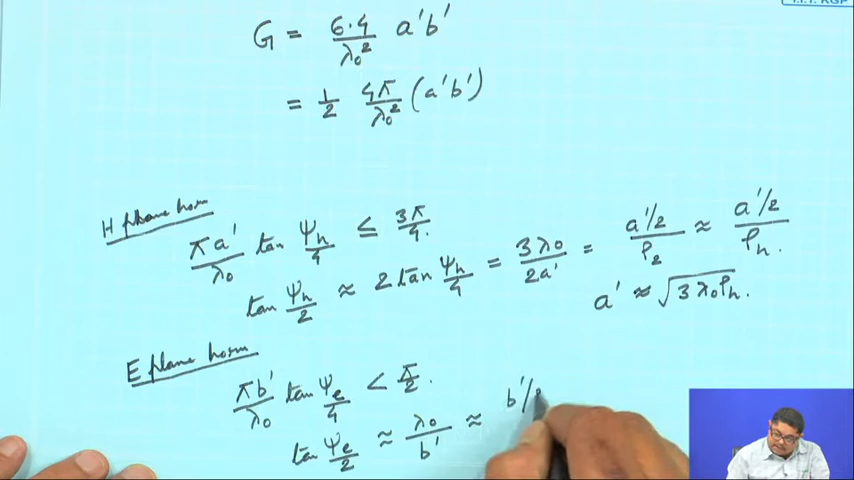 I.I.T. KGP
G = 6.4/λ₀² a'b'
= 1/2 4π/λ₀² (a'b')
H plane horn
πa'/λ₀ tan ψh/4 ≤ 3π/4.
tan ψh/2 ≈ 2 tan ψh/4 = 3λ₀/2a' = a'/2/ρ₂ ≈ a'/2/ρh.
a' ≈ √3λ₀ρh.
E plane horn
πb'/λ₀ tan ψe/4 < π/2.
tan ψe/2 ≈ λ₀/b' ≈ b'/